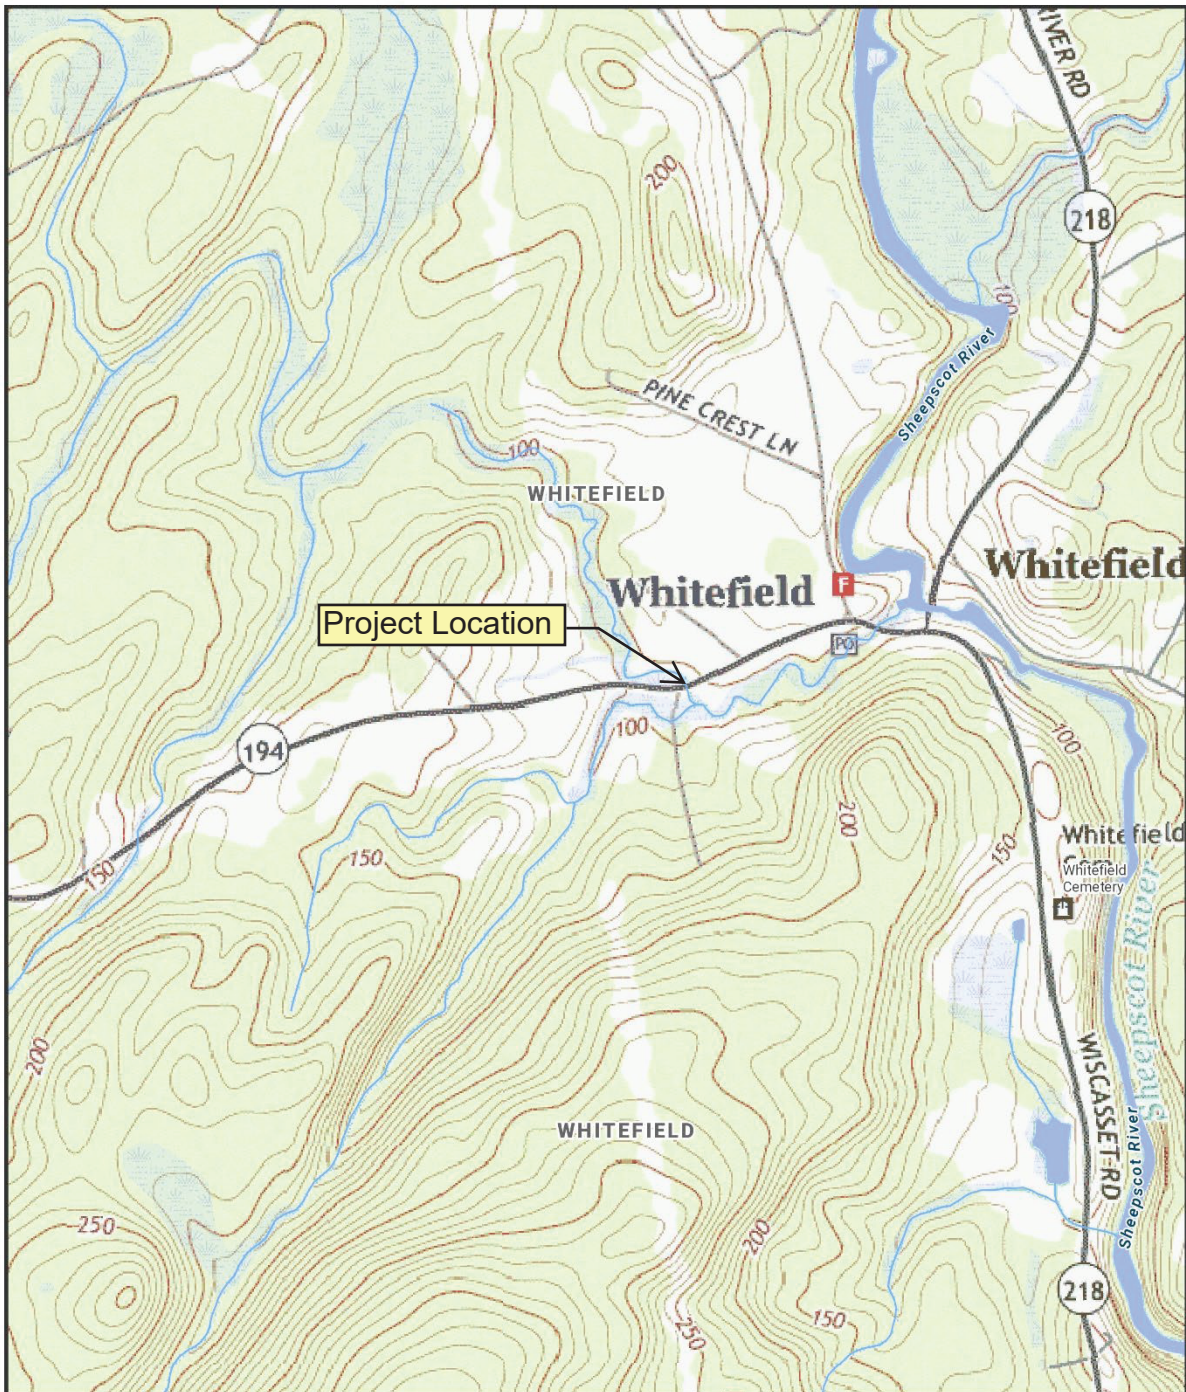 RIVER RD
200
218
100
Sheepscot River
PINE CREST LN
100
WHITEFIELD
Whitefield
Whitefield
F
Project Location
PO
100
194
100
200
150
150
150
Whitefield
Cem
Whitefield
Cemetery
Sheepscot River
200
WISCASSET RD
WHITEFIELD
Sheepscot River
250
200
218
150
250